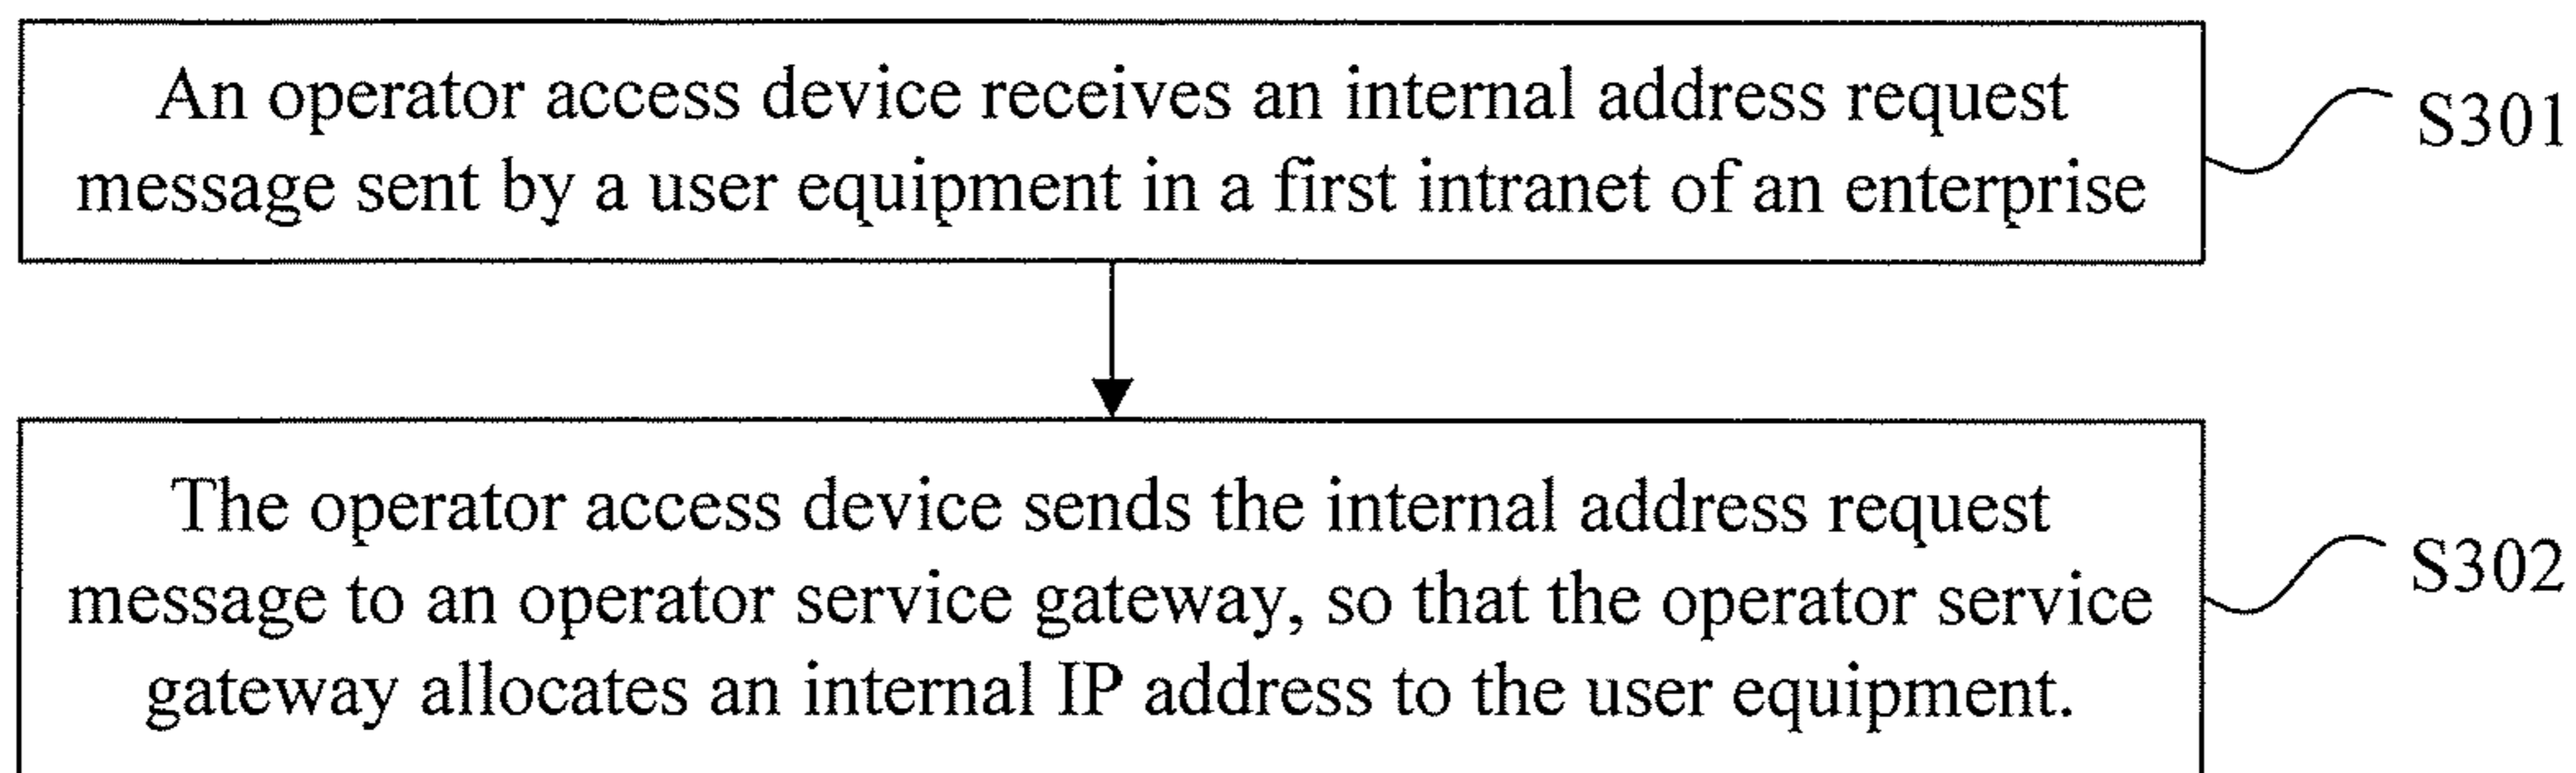 An operator access device receives an internal address request
message sent by a user equipment in a first intranet of an enterprise
S301
The operator access device sends the internal address request
message to an operator service gateway, so that the operator service
gateway allocates an internal IP address to the user equipment.
S302